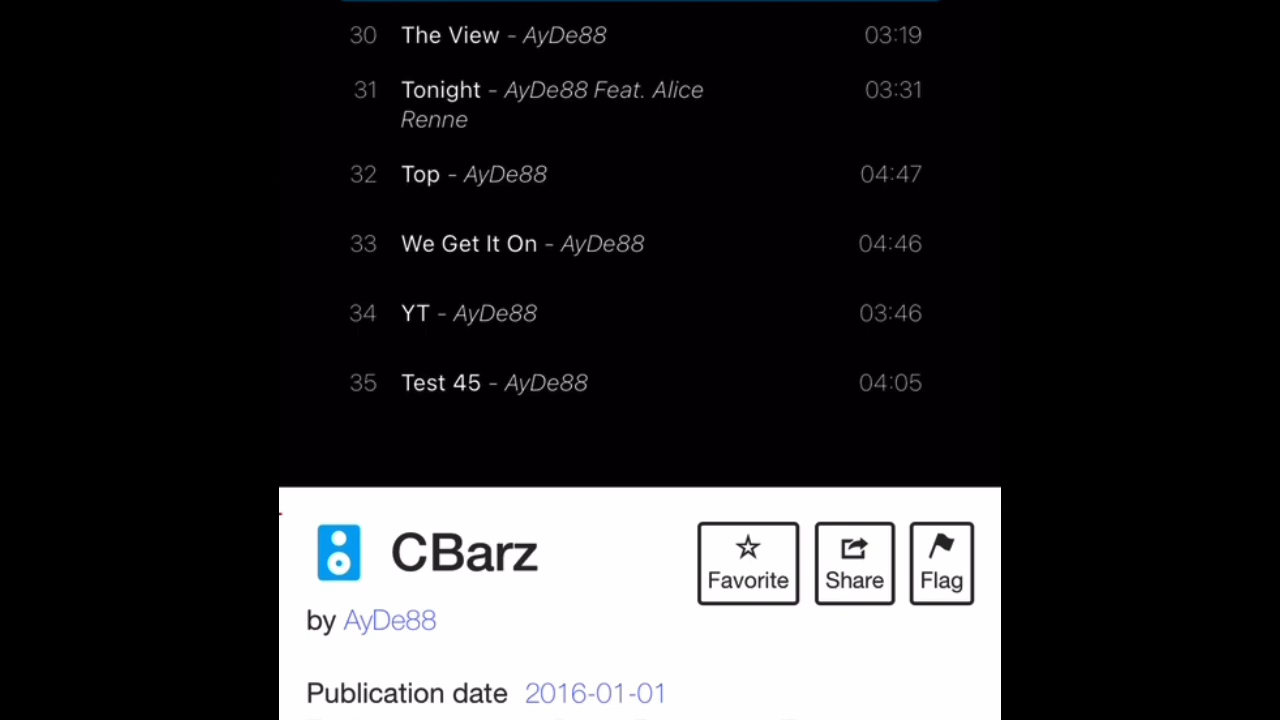 30 The View - AyDe88 03:19
31 Tonight - AyDe88 Feat. Alice 03:31
Renne
32 Top - AyDe88 04:47
33 We Get It On - AyDe88 04:46
34 YT - AyDe88 03:46
35 Test 45 - AyDe88 04:05
CBarz
Favorite Share Flag
by AyDe88
Publication date 2016-01-01